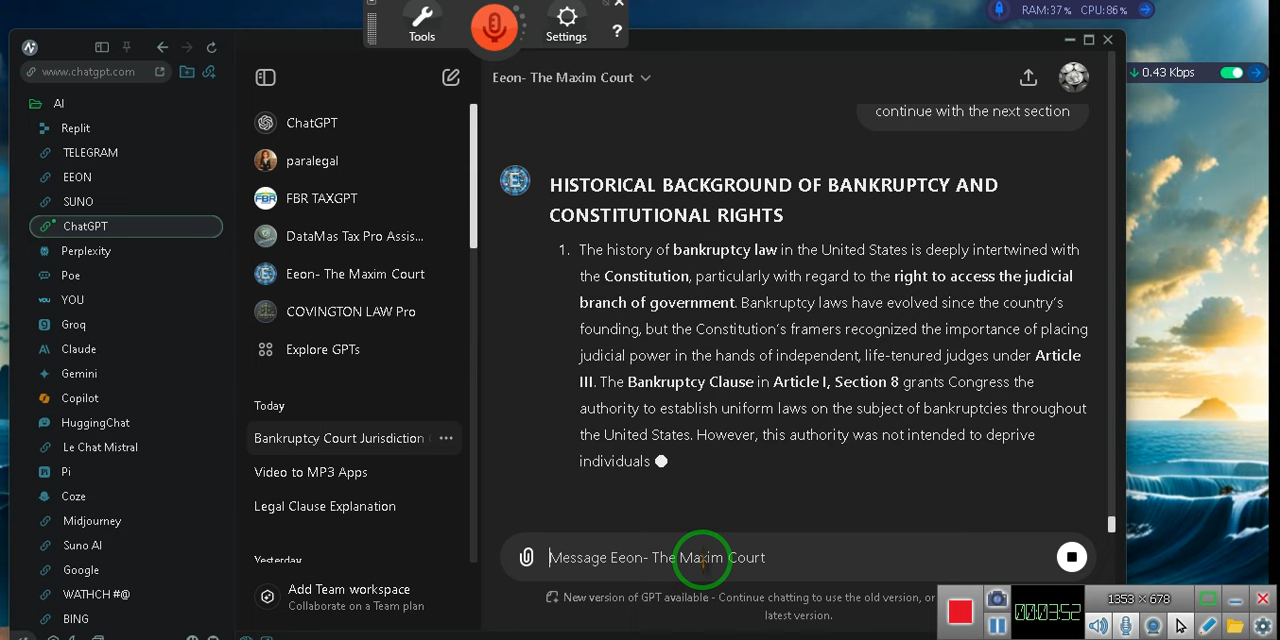 RAM:37% CPU:86%
Tools
Settings
?
www.chatgpt.com
Eeon- The Maxim Court
0.43 Kbps
AI
Replit
TELEGRAM
EEON
SUNO
ChatGPT
Perplexity
Poe
YOU
YOU
Groq
Claude
Gemini
Copilot
HuggingChat
Le Chat Mistral
Pi
Coze
Midjourney
Suno AI
Google
WATHCH #@
BING
ChatGPT
paralegal
FBR
FBR TAXGPT
DataMas Tax Pro Assis...
Eeon- The Maxim Court
COVINGTON LAW Pro
Explore GPTs
Today
Bankruptcy Court Jurisdiction
Video to MP3 Apps
Legal Clause Explanation
Yesterday
Add Team workspace
Collaborate on a Team plan
continue with the next section
E
HISTORICAL BACKGROUND OF BANKRUPTCY AND
CONSTITUTIONAL RIGHTS
1. The history of bankruptcy law in the United States is deeply intertwined with
the Constitution, particularly with regard to the right to access the judicial
branch of government. Bankruptcy laws have evolved since the country's
founding, but the Constitution's framers recognized the importance of placing
judicial power in the hands of independent, life-tenured judges under Article
III. The Bankruptcy Clause in Article I, Section 8 grants Congress the
authority to establish uniform laws on the subject of bankruptcies throughout
the United States. However, this authority was not intended to deprive
individuals
Message Eeon- The Maxim Court
New version of GPT available - Continue chatting to use the old version, or
latest version.
1353 × 678
00:03:52